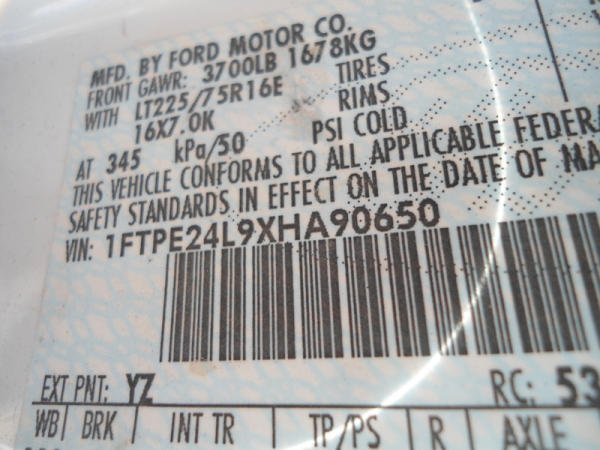 MFD. BY FORD MOTOR CO.
FRONT GAWR: 3700LB 1678KG
WITH LT225/75R16E TIRES
16X7.0K RIMS
AT 345 kPa/50 PSI COLD
THIS VEHICLE CONFORMS TO ALL APPLICABLE FEDERA
SAFETY STANDARDS IN EFFECT ON THE DATE OF MA
VIN: 1FTPE24L9XHA90650
EXT PNT: YZ RC: 53
WB BRK INT TR TP/PS R AXLE